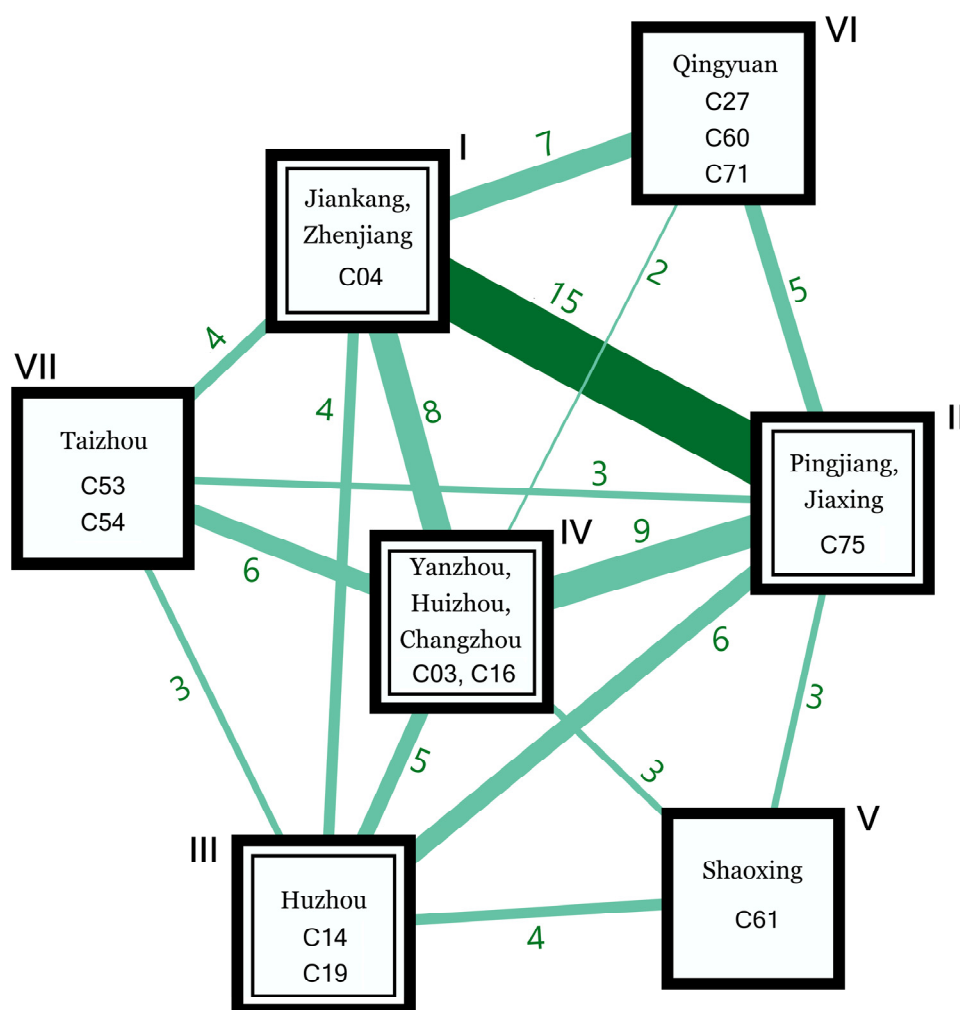 VI
Qingyuan
C27
C60
C71
I
7
Jiankang,
Zhenjiang
C04
2
15
5
4
VII
4
8
Taizhou
C53
C54
3
II
Pingjiang,
Jiaxing
C75
IV
9
6
Yanzhou,
Huizhou,
Changzhou
C03, C16
6
3
3
5
3
V
III
Shaoxing
C61
Huzhou
C14
C19
4